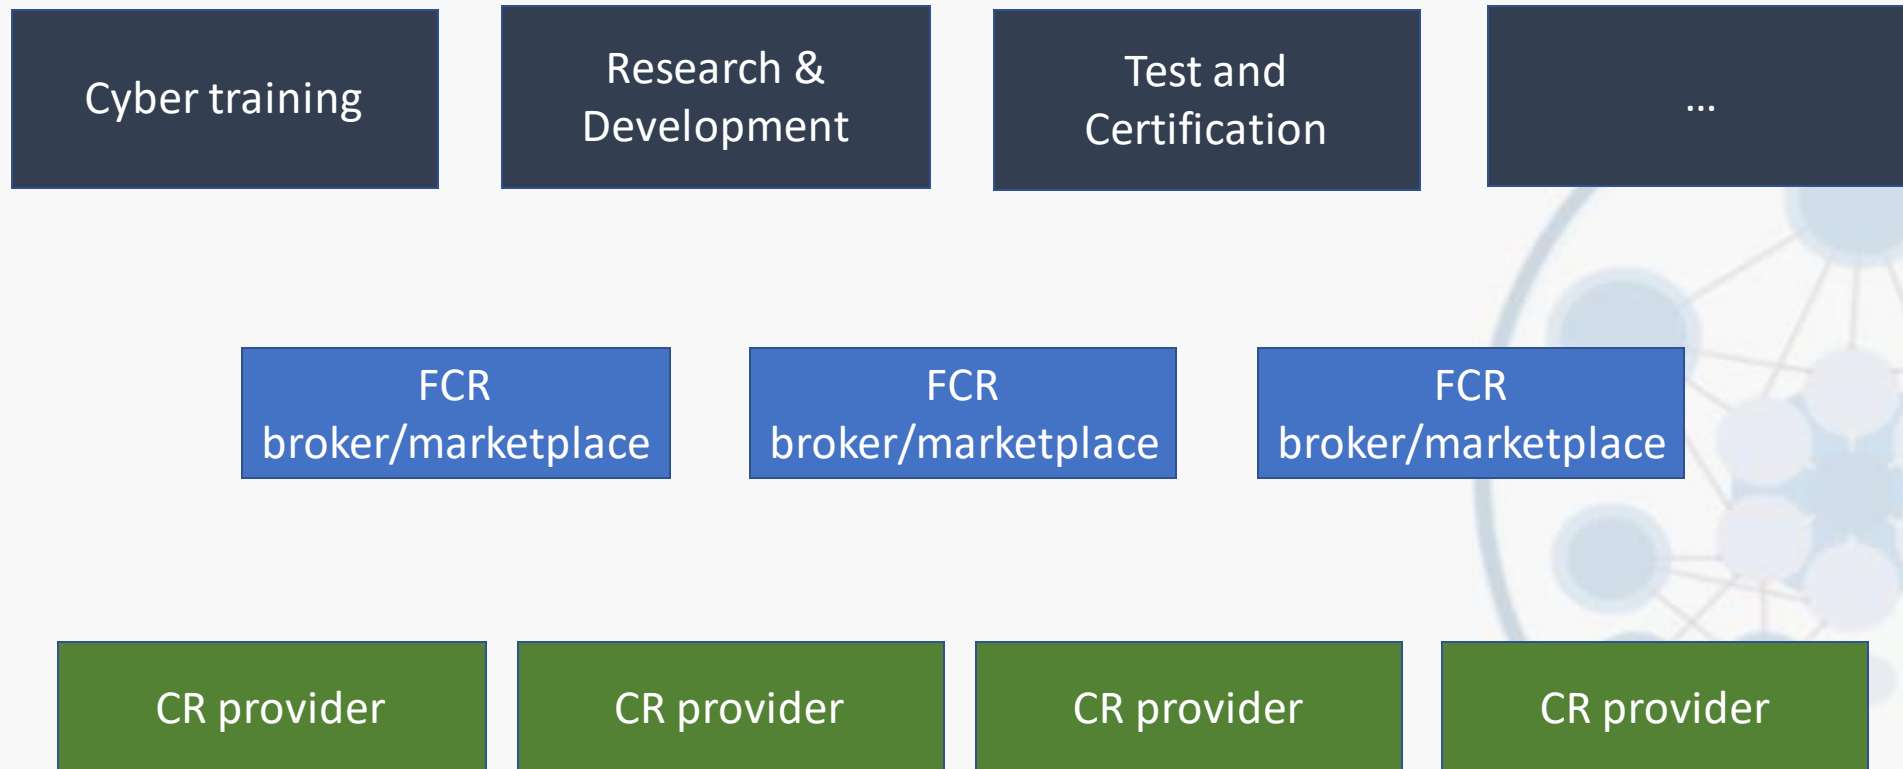 Cyber training
Research &
Development
Test and
Certification
...
FCR
broker/marketplace
FCR
broker/marketplace
FCR
broker/marketplace
CR provider
CR provider
CR provider
CR provider